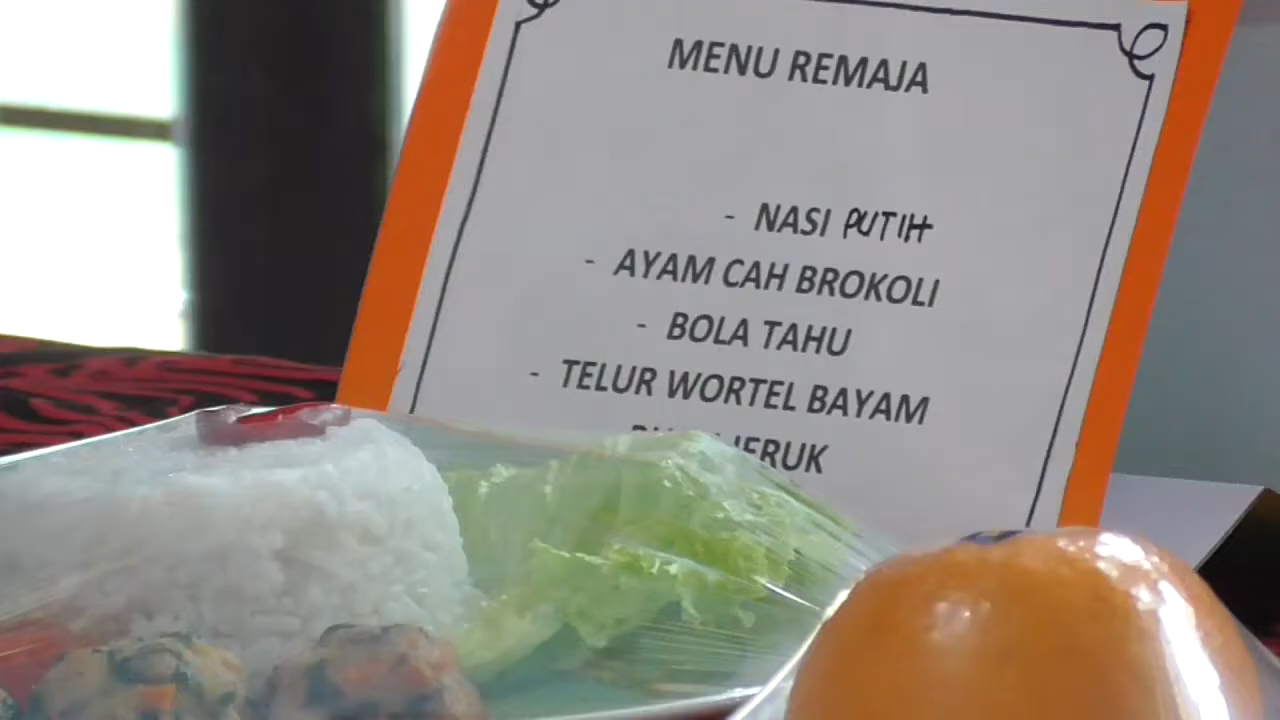 MENU REMAJA
- NASI PUTIH
- AYAM CAH BROKOLI
- BOLA TAHU
- TELUR WORTEL BAYAM
JERUK